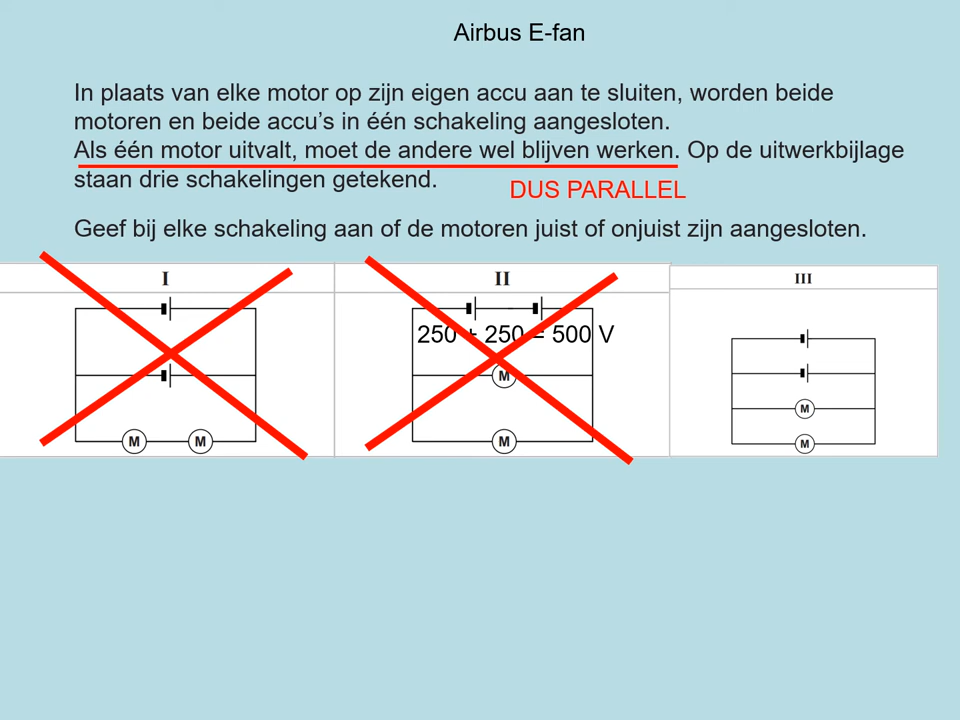 Airbus E-fan
In plaats van elke motor op zijn eigen accu aan te sluiten, worden beide
motoren en beide accu's in één schakeling aangesloten.
Als één motor uitvalt, moet de andere wel blijven werken. Op de uitwerkbijlage
staan drie schakelingen getekend.
DUS PARALLEL
Geef bij elke schakeling aan of de motoren juist of onjuist zijn aangesloten.
I
II
III
250 + 250 = 500 V
M
M
M
M
M
M